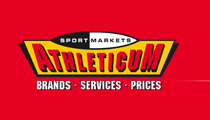 SPORT MARKETS
ATHLETICUM
BRANDS · SERVICES · PRICES